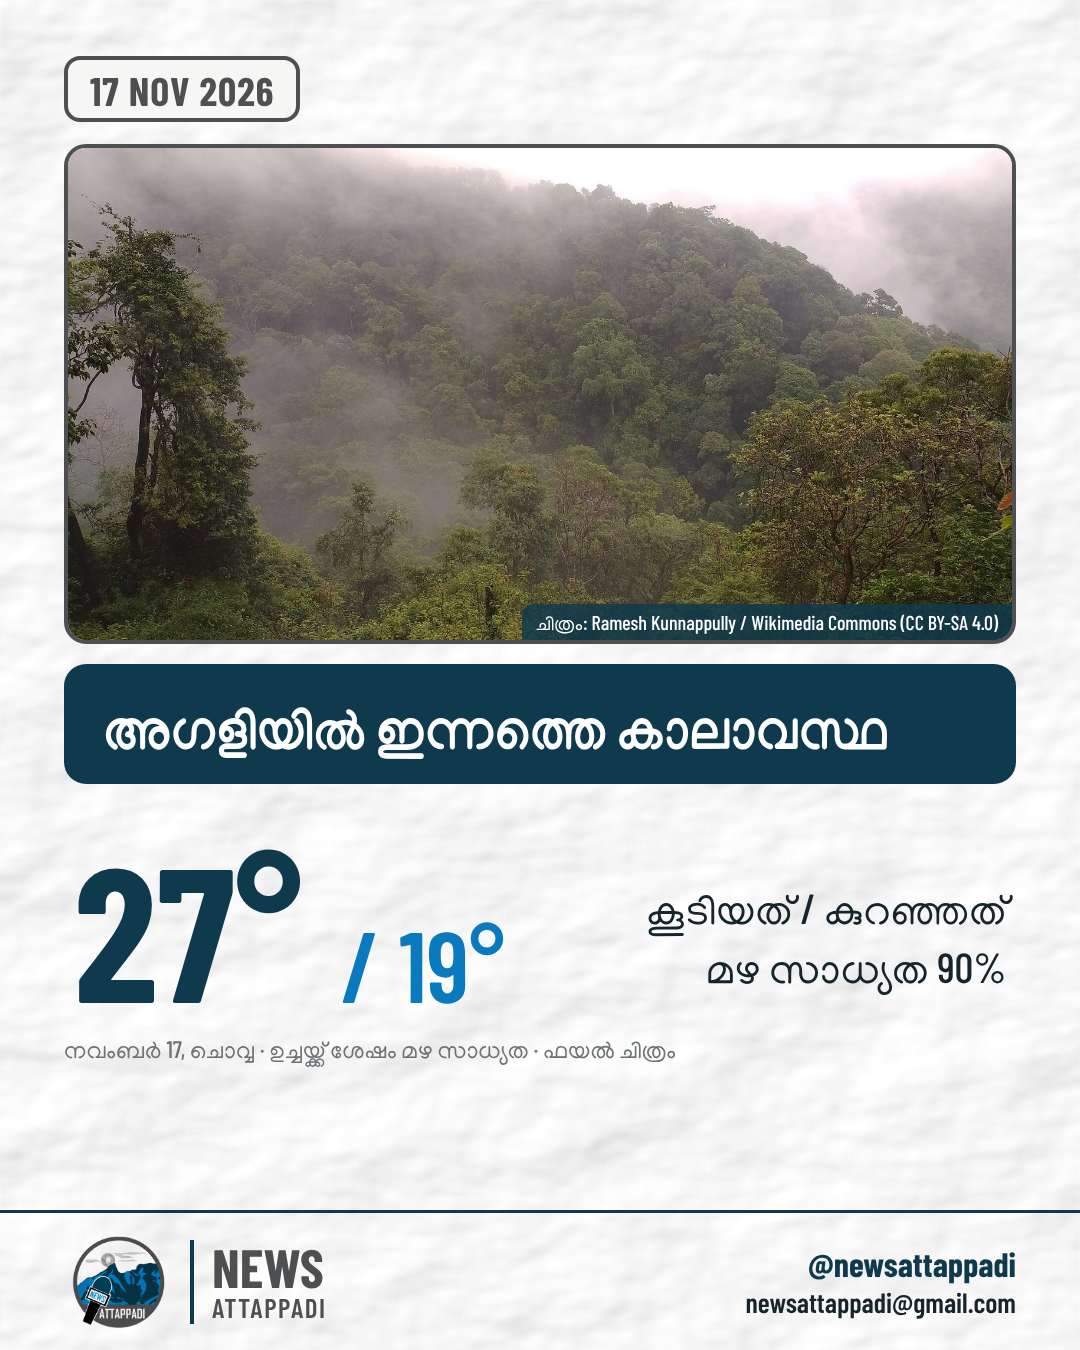 17 NOV 2026
ചിത്രം: Ramesh Kunnappully / Wikimedia Commons (CC BY-SA 4.0)
അഗളിയിൽ ഇന്നത്തെ കാലാവസ്ഥ
27° / 19°
കൂടിയത് / കുറഞ്ഞത്
മഴ സാധ്യത 90%
നവംബർ 17, ചൊവ്വ · ഉച്ചയ്ക്ക് ശേഷം മഴ സാധ്യത · ഫയൽ ചിത്രം
NEWS
ATTAPPADI
NEWS
ATTAPPADI
@newsattappadi
newsattappadi@gmail.com